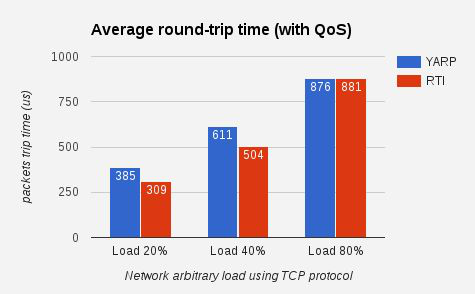 Average round-trip time (with QoS)
packets trip time (us)
1000
750
500
250
0
385
309
611
504
876
881
Load 20%
Load 40%
Load 80%
Network arbitrary load using TCP protocol
YARP
RTI